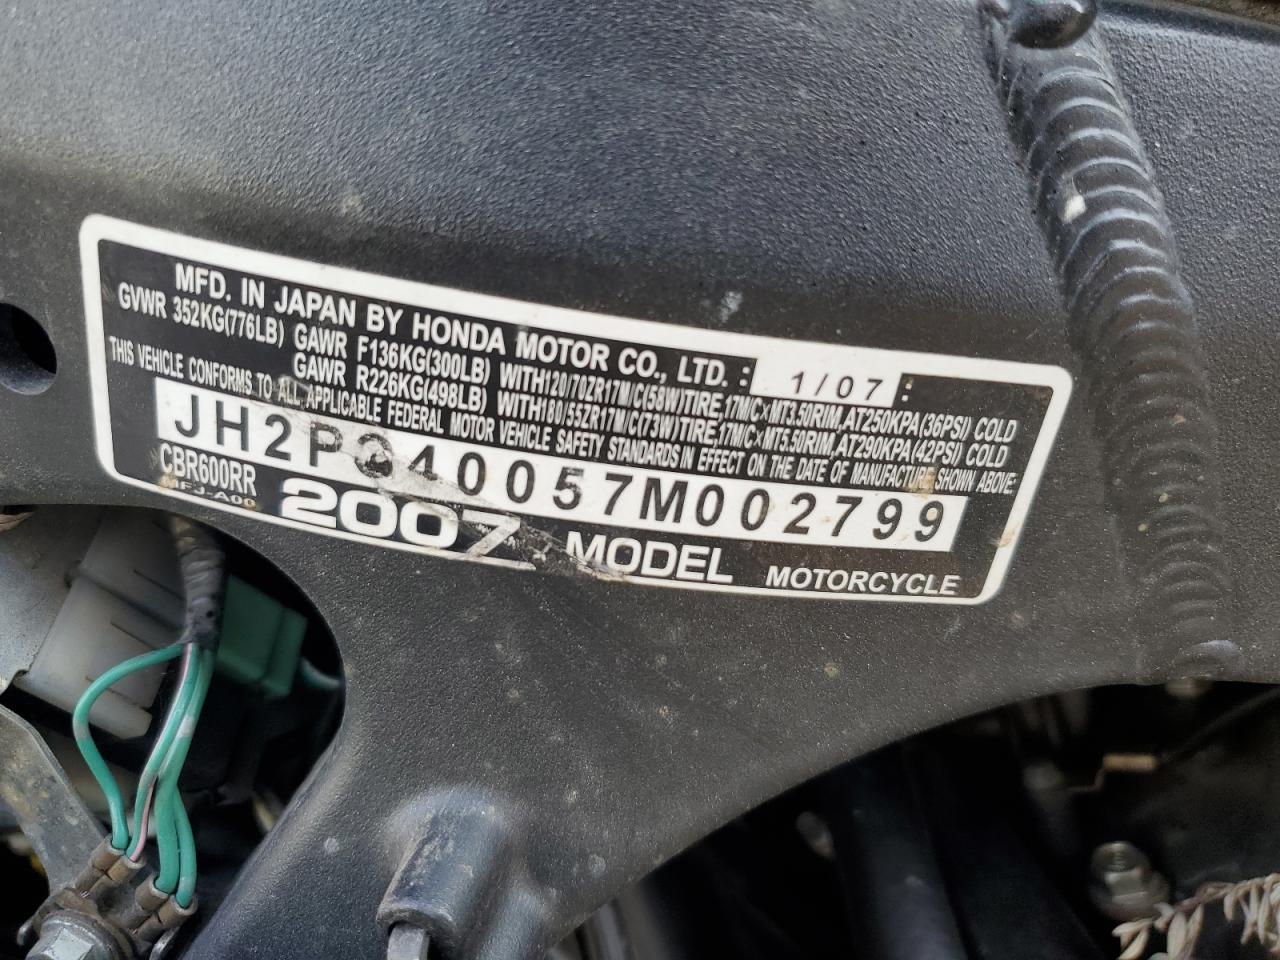 MFD. IN JAPAN BY HONDA MOTOR CO., LTD. : 1/07 :
GVWR 352KG(776LB) GAWR F136KG(300LB) WITH120/70ZR17M/C(58W)TIRE,17M/C×MT3.50RIM,AT250KPA(36PSI) COLD
GAWR R226KG(498LB) WITH180/55ZR17M/C(73W)TIRE,17M/C×MT5.50RIM,AT290KPA(42PSI) COLD
THIS VEHICLE CONFORMS TO ALL APPLICABLE FEDERAL MOTOR VEHICLE SAFETY STANDARDS IN EFFECT ON THE DATE OF MANUFACTURE SHOWN ABOVE.
JH2PC40057M002799
CBR600RR
MFJ-A00
2007 MODEL MOTORCYCLE